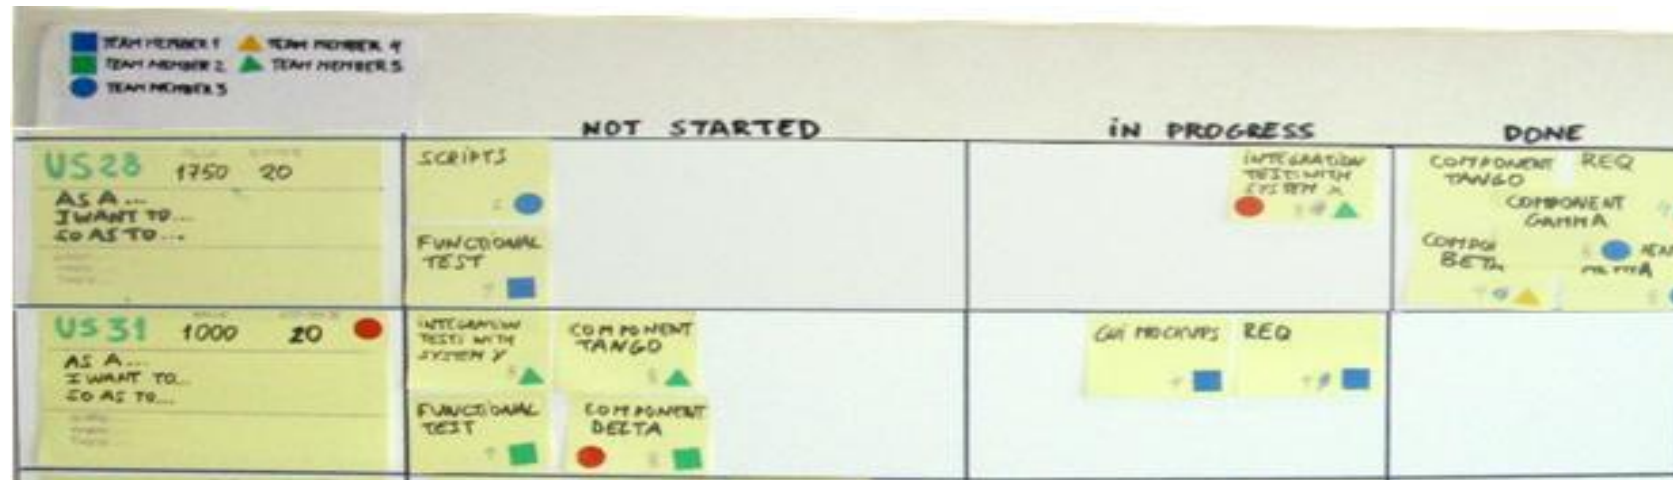 TEAM MEMBER 1
TEAM MEMBER 4
TEAM MEMBER 2
TEAM MEMBER 5
TEAM MEMBER 3
NOT STARTED
IN PROGRESS
DONE
US28 1750 20
AS A...
I WANT TO...
SO AS TO...
SCRIPTS
FUNCTIONAL
TEST
INTEGRATION
TESTS WITH
SYSTEM X
COMPONENT
TANGO
REQ
COMPONENT
GAMMA
BETA
US31 1000 20
AS A...
I WANT TO...
SO AS TO...
INTEGRATION
TESTS WITH
SYSTEM Y
COMPONENT
TANGO
FUNCTIONAL
TEST
COMPONENT
DELTA
GUI MOCKUPS
REQ